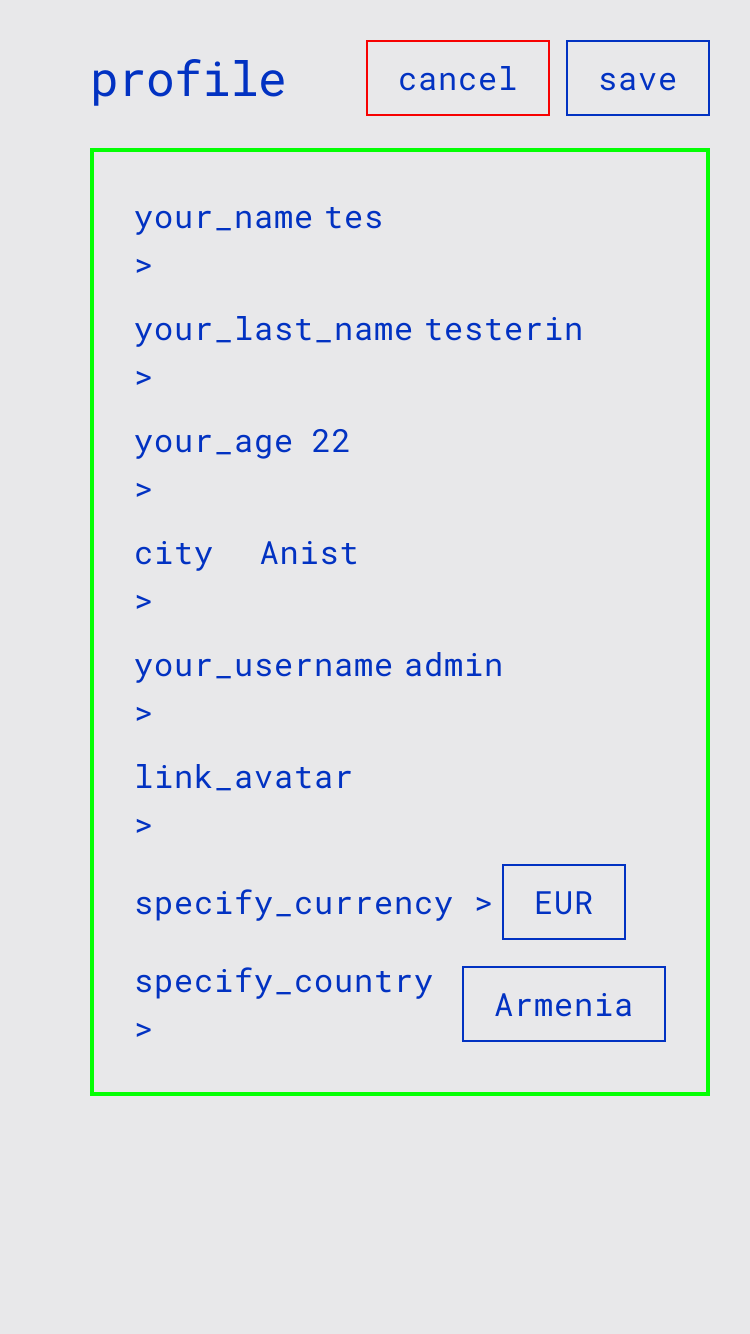 profile cancel save
your_name tes
>
your_last_name testerin
>
your_age 22
>
city Anist
>
your_username admin
>
link_avatar
>
specify_currency > EUR
specify_country Armenia
>